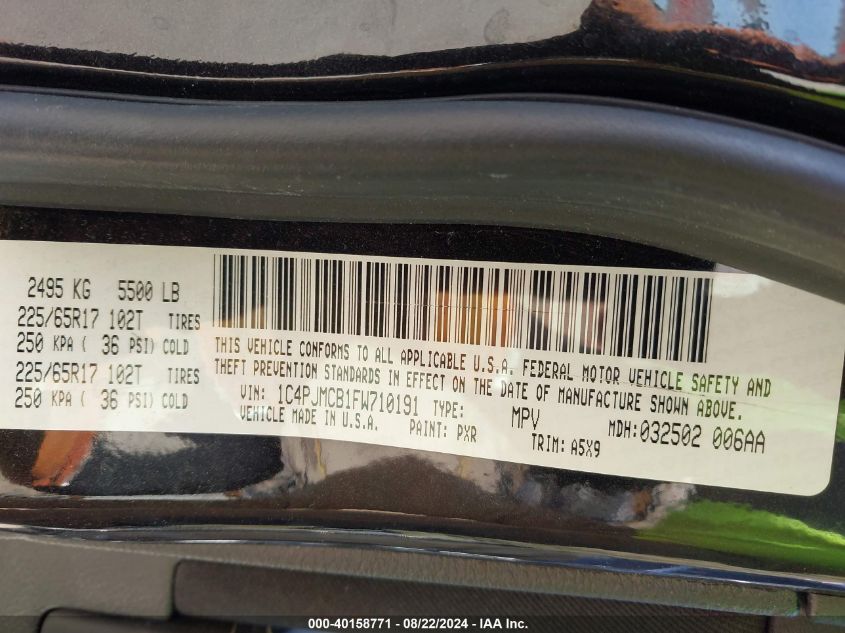 2495 KG 5500 LB
225/65R17 102T TIRES
250 KPA ( 36 PSI) COLD
225/65R17 102T TIRES
250 KPA ( 36 PSI) COLD
THIS VEHICLE CONFORMS TO ALL APPLICABLE U.S.A. FEDERAL MOTOR VEHICLE SAFETY AND
THEFT PREVENTION STANDARDS IN EFFECT ON THE DATE OF MANUFACTURE SHOWN ABOVE.
VIN: 1C4PJMCB1FW710191 TYPE: MPV MDH:032502 006AA
VEHICLE MADE IN U.S.A. PAINT: PXR TRIM: A5X9
000-40158771 - 08/22/2024 - IAA Inc.